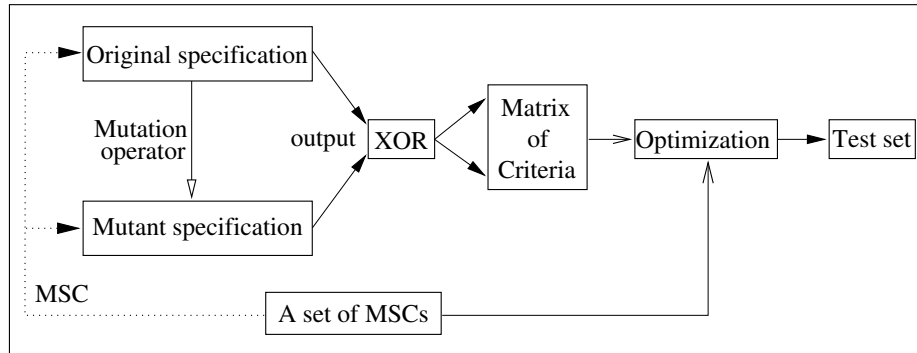 Original specification
Mutation
operator
output
XOR
Matrix
of
Criteria
Optimization
Test set
Mutant specification
MSC
A set of MSCs